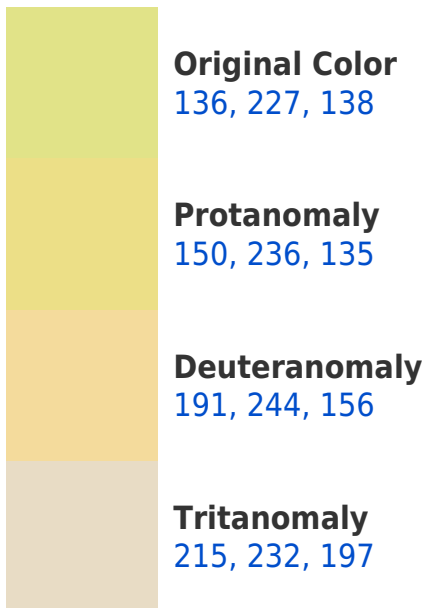 Original Color
136, 227, 138
Protanomaly
150, 236, 135
Deuteranomaly
191, 244, 156
Tritanomaly
215, 232, 197